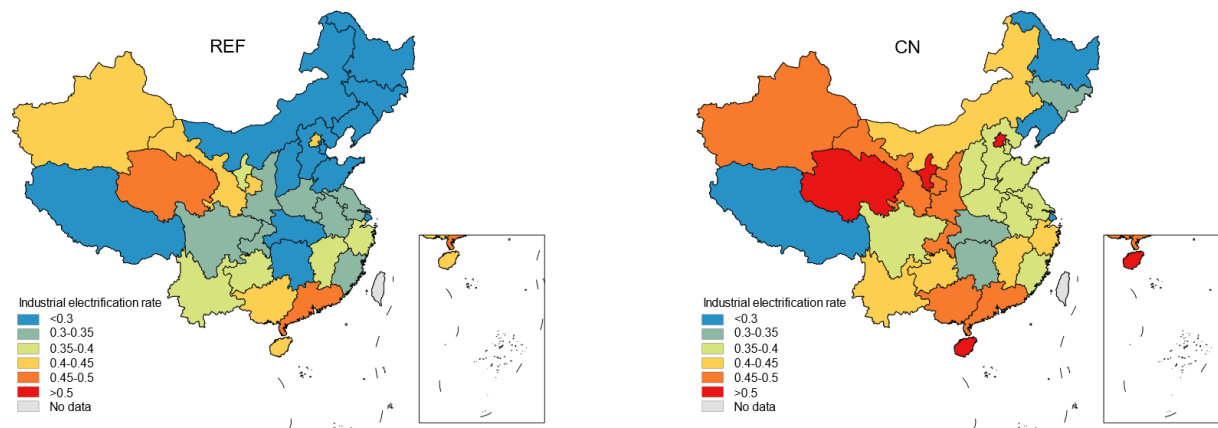 REF
Industrial electrification rate
<0.3
0.3-0.35
0.35-0.4
0.4-0.45
0.45-0.5
>0.5
No data
CN
Industrial electrification rate
<0.3
0.3-0.35
0.35-0.4
0.4-0.45
0.45-0.5
>0.5
No data